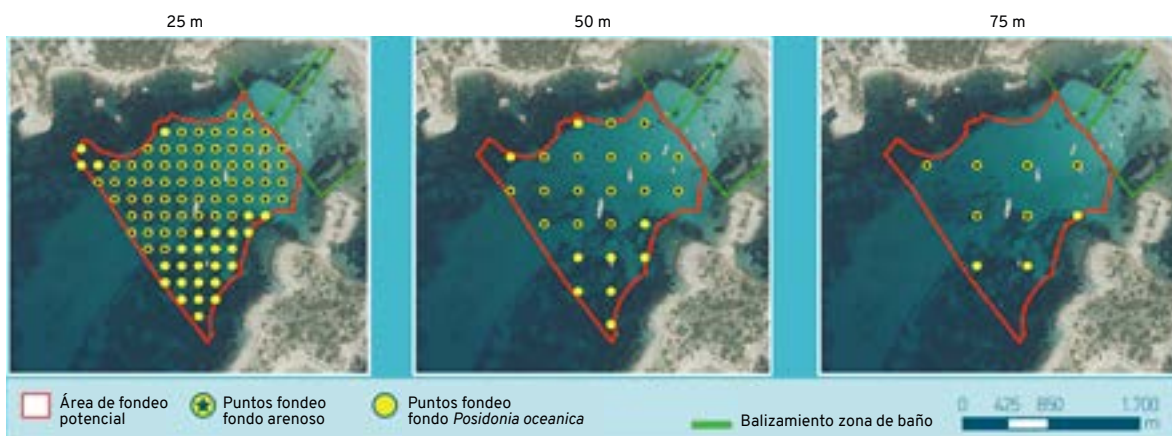 25 m
50 m
75 m
Área de fondeo
potencial
Puntos fondeo
fondo arenoso
Puntos fondeo
fondo Posidonia oceanica
Balizamiento zona de baño
0 425 850 1.700
m